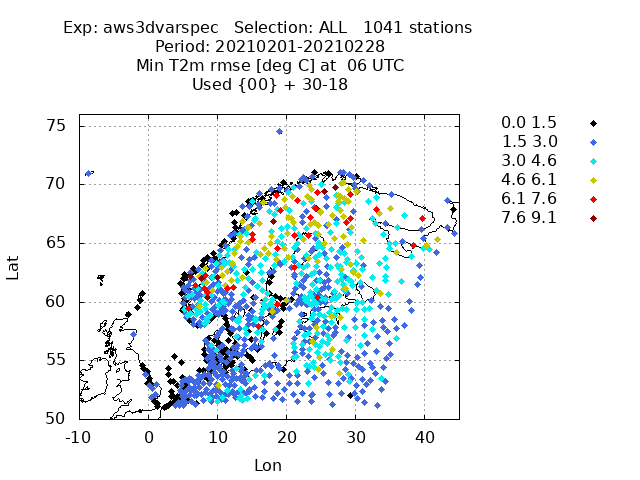 Exp: aws3dvarspec   Selection: ALL   1041 stations
Period: 20210201-20210228
Min T2m rmse [deg C] at  06 UTC
Used {00} + 30-18
75
70
65
60
55
50
Lat
-10 0 10 20 30 40
Lon
0.0 1.5
1.5 3.0
3.0 4.6
4.6 6.1
6.1 7.6
7.6 9.1